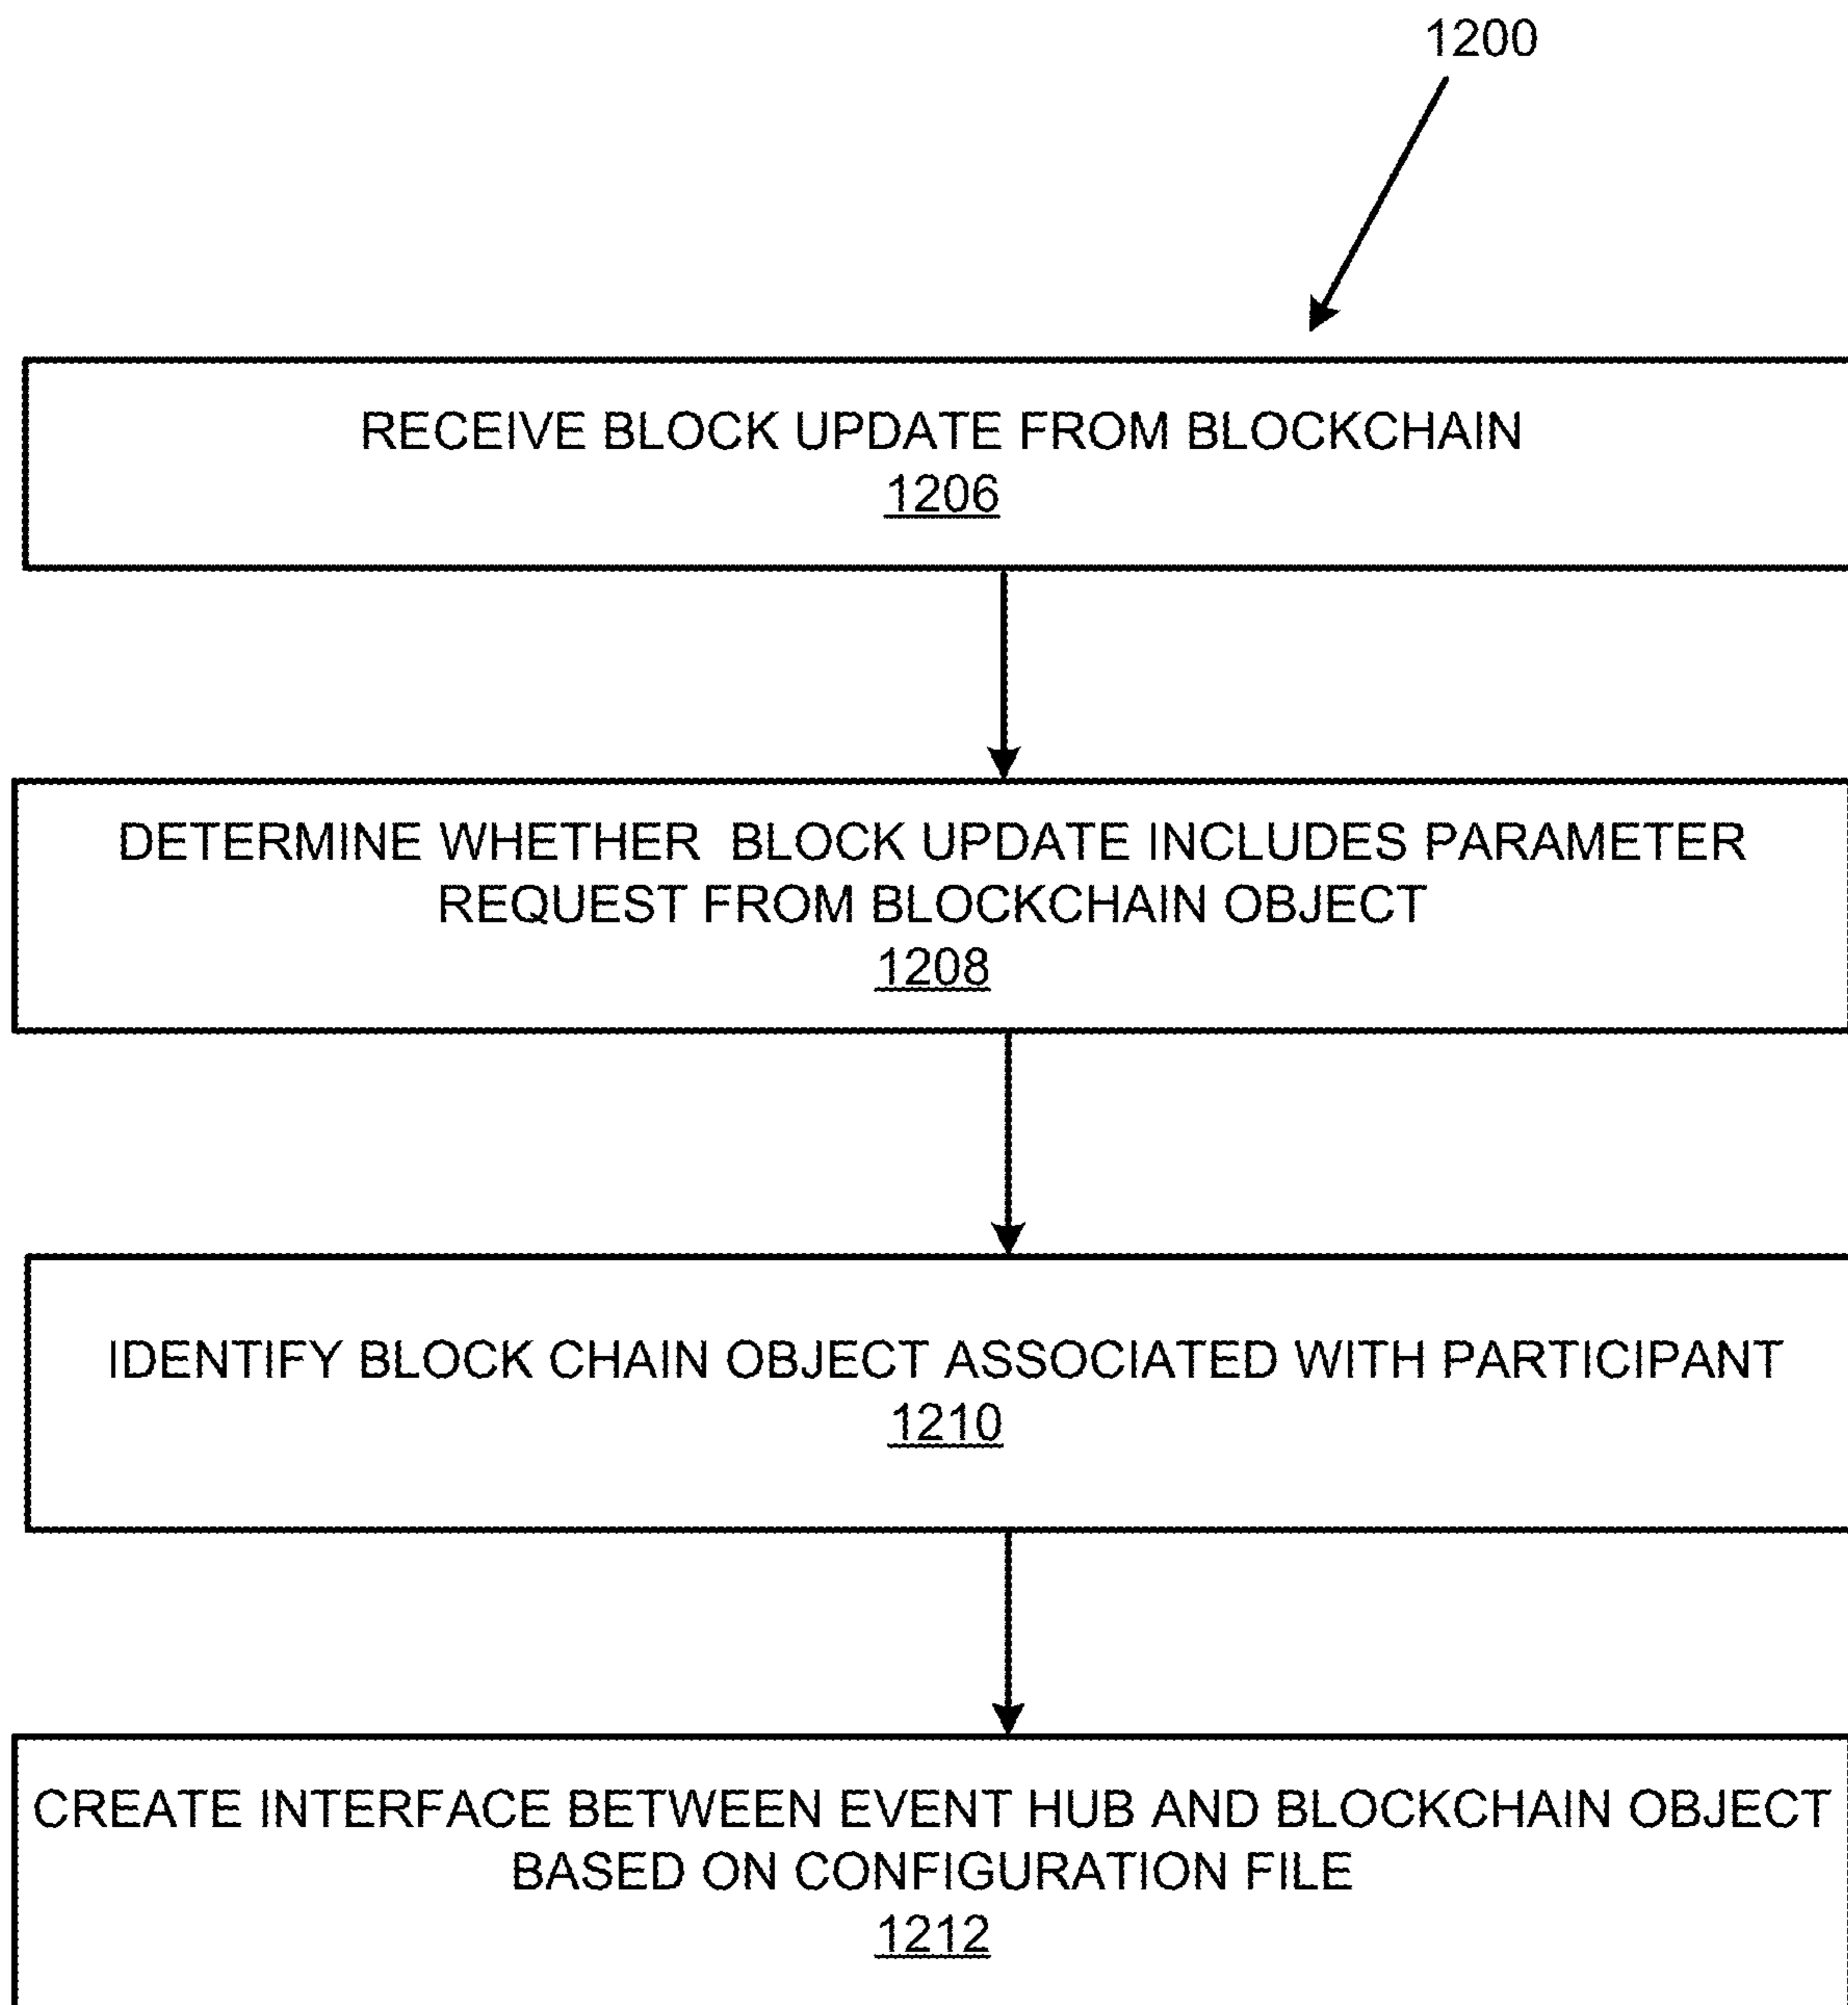 1200
RECEIVE BLOCK UPDATE FROM BLOCKCHAIN
1206
DETERMINE WHETHER BLOCK UPDATE INCLUDES PARAMETER
REQUEST FROM BLOCKCHAIN OBJECT
1208
IDENTIFY BLOCK CHAIN OBJECT ASSOCIATED WITH PARTICIPANT
1210
CREATE INTERFACE BETWEEN EVENT HUB AND BLOCKCHAIN OBJECT
BASED ON CONFIGURATION FILE
1212